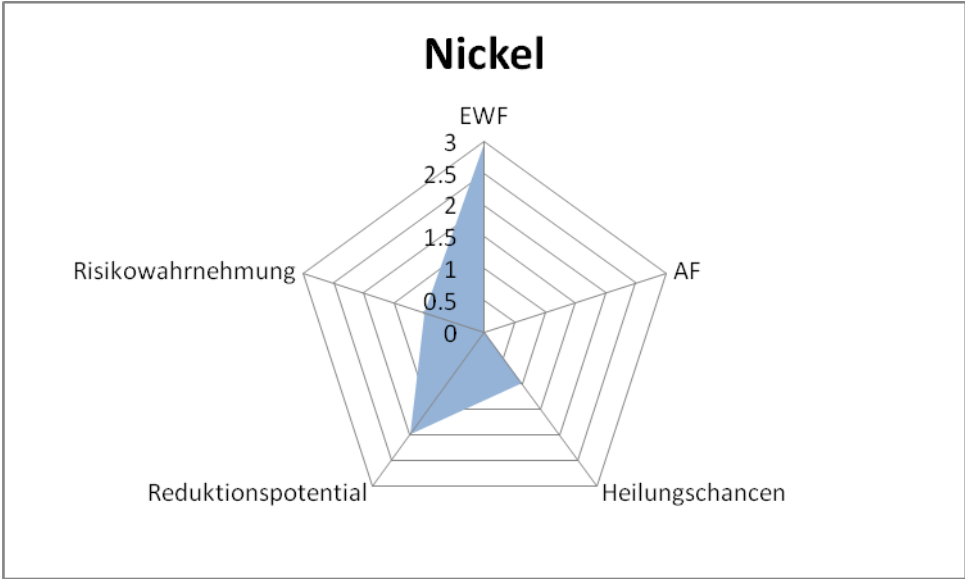 Nickel
EWF
3
2.5
2
1.5
1
0.5
0
AF
Risikowahrnehmung
Reduktionspotential
Heilungschancen